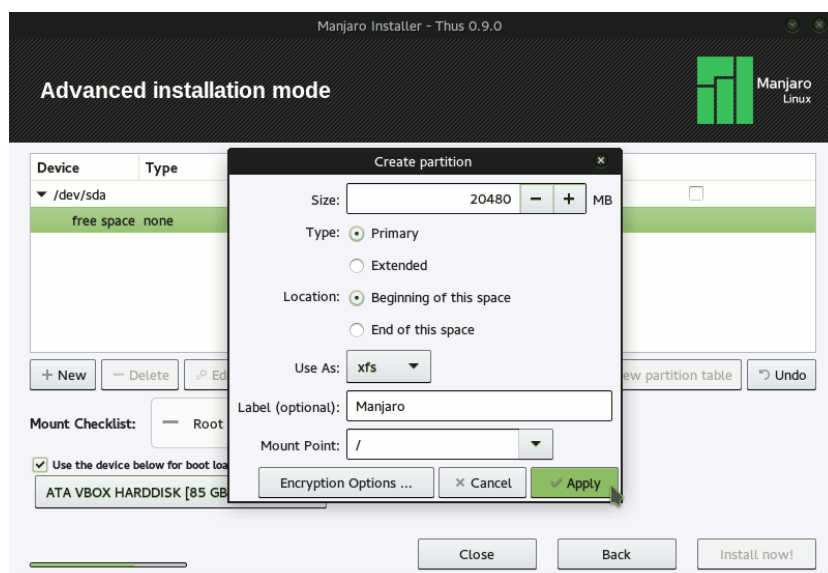 Manjaro Installer - Thus 0.9.0
Advanced installation mode
Manjaro
Linux
Device Type
/dev/sda
free space none
Create partition
Size: 20480 MB
Type: Primary
Extended
Location: Beginning of this space
End of this space
Use As: xfs
Label (optional): Manjaro
Mount Point: /
Encryption Options ... Cancel Apply
New Delete partition table Undo
Mount Checklist: Root
Use the device below for boot
ATA VBOX HARDDISK [85
Close Back Install now!